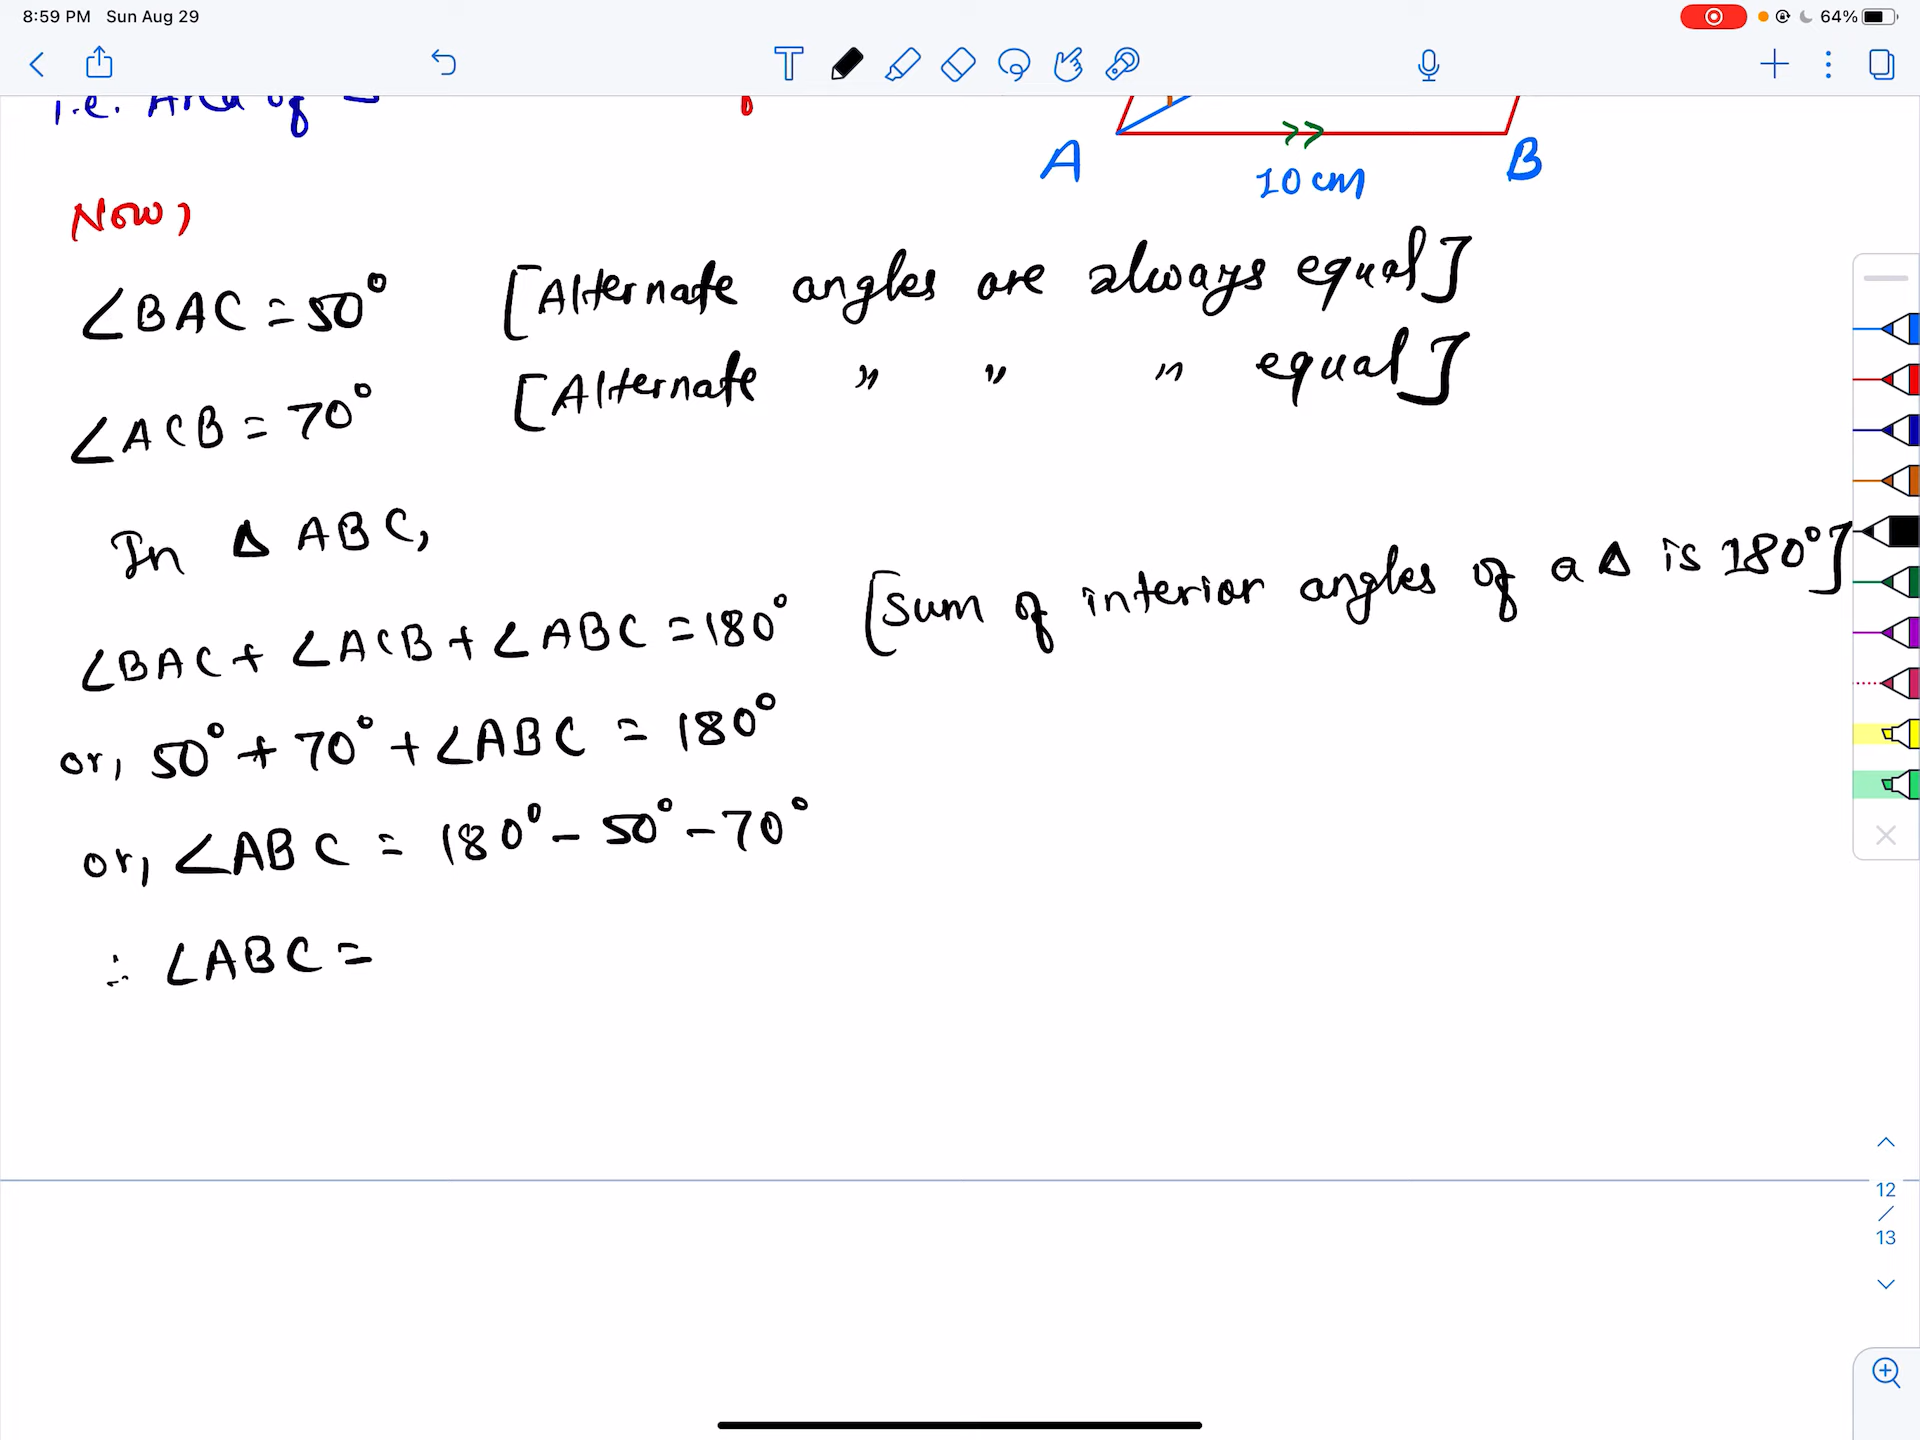 8:59 PM Sun Aug 29
64%
i.e. Area of
A
B
10 cm
Now,
∠BAC = 50° [Alternate angles are always equal]
∠ACB = 70° [Alternate " " " equal]
In Δ ABC,
∠BAC + ∠ACB + ∠ABC = 180° [Sum of interior angles of a Δ is 180°]
or, 50° + 70° + ∠ABC = 180°
or, ∠ABC = 180° - 50° - 70°
∴ ∠ABC =
12
/
13